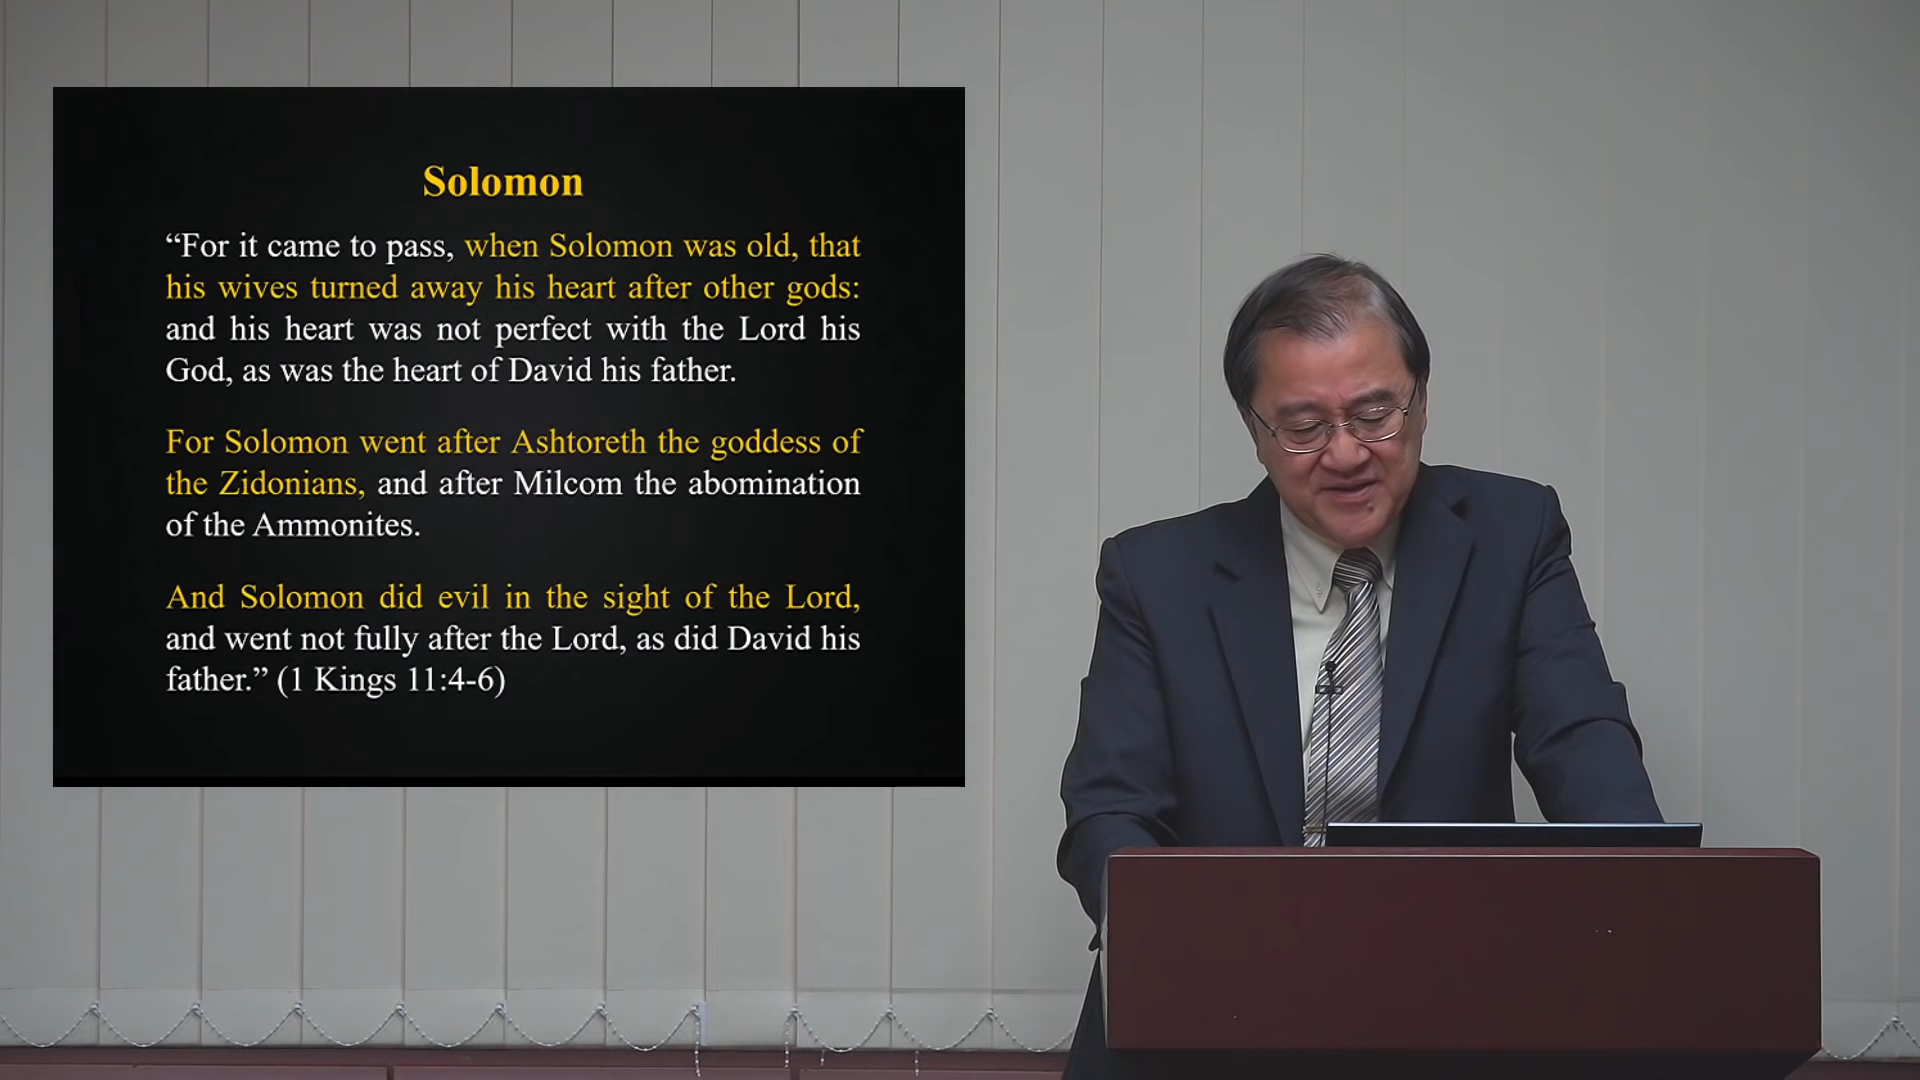 Solomon
“For it came to pass, when Solomon was old, that
his wives turned away his heart after other gods:
and his heart was not perfect with the Lord his
God, as was the heart of David his father.
For Solomon went after Ashtoreth the goddess of
the Zidonians, and after Milcom the abomination
of the Ammonites.
And Solomon did evil in the sight of the Lord,
and went not fully after the Lord, as did David his
father.” (1 Kings 11:4-6)